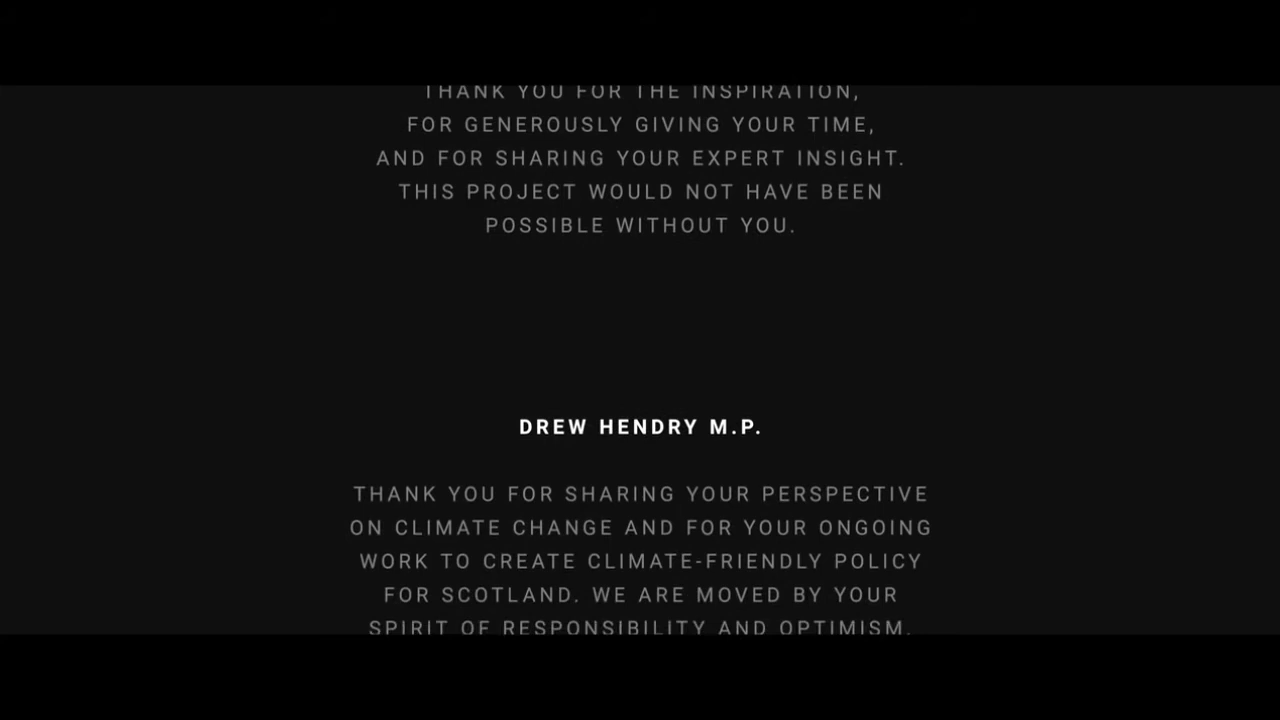 THANK YOU FOR THE INSPIRATION,
FOR GENEROUSLY GIVING YOUR TIME,
AND FOR SHARING YOUR EXPERT INSIGHT.
THIS PROJECT WOULD NOT HAVE BEEN
POSSIBLE WITHOUT YOU.
DREW HENDRY M.P.
THANK YOU FOR SHARING YOUR PERSPECTIVE
ON CLIMATE CHANGE AND FOR YOUR ONGOING
WORK TO CREATE CLIMATE-FRIENDLY POLICY
FOR SCOTLAND. WE ARE MOVED BY YOUR
SPIRIT OF RESPONSIBILITY AND OPTIMISM.